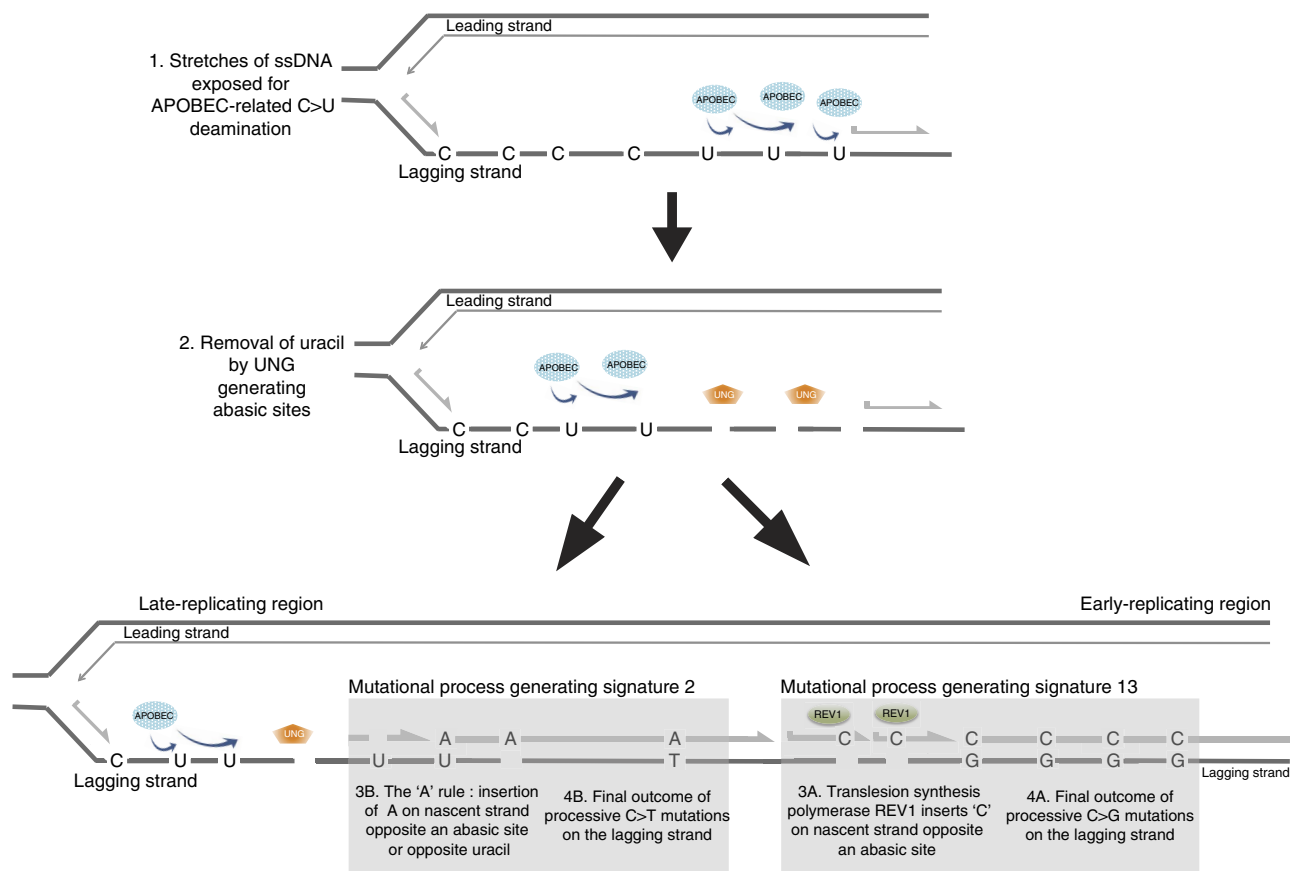 Leading strand
1. Stretches of ssDNA
exposed for
APOBEC-related C>U
deamination
APOBEC APOBEC APOBEC
C C C C U U U
Lagging strand
Leading strand
2. Removal of uracil
by UNG
generating
abasic sites
APOBEC APOBEC
UNG UNG
C C U U
Lagging strand
Late-replicating region
Early-replicating region
Leading strand
Mutational process generating signature 2
Mutational process generating signature 13
APOBEC
UNG
REV1 REV1
A A A
C C C C C C
C U U U U T
G G G G
Lagging strand
Lagging strand
3B. The ‘A’ rule : insertion
of A on nascent strand
opposite an abasic site
or opposite uracil
4B. Final outcome of
processive C>T mutations
on the lagging strand
3A. Translesion synthesis
polymerase REV1 inserts ‘C’
on nascent strand opposite
an abasic site
4A. Final outcome of
processive C>G mutations
on the lagging strand